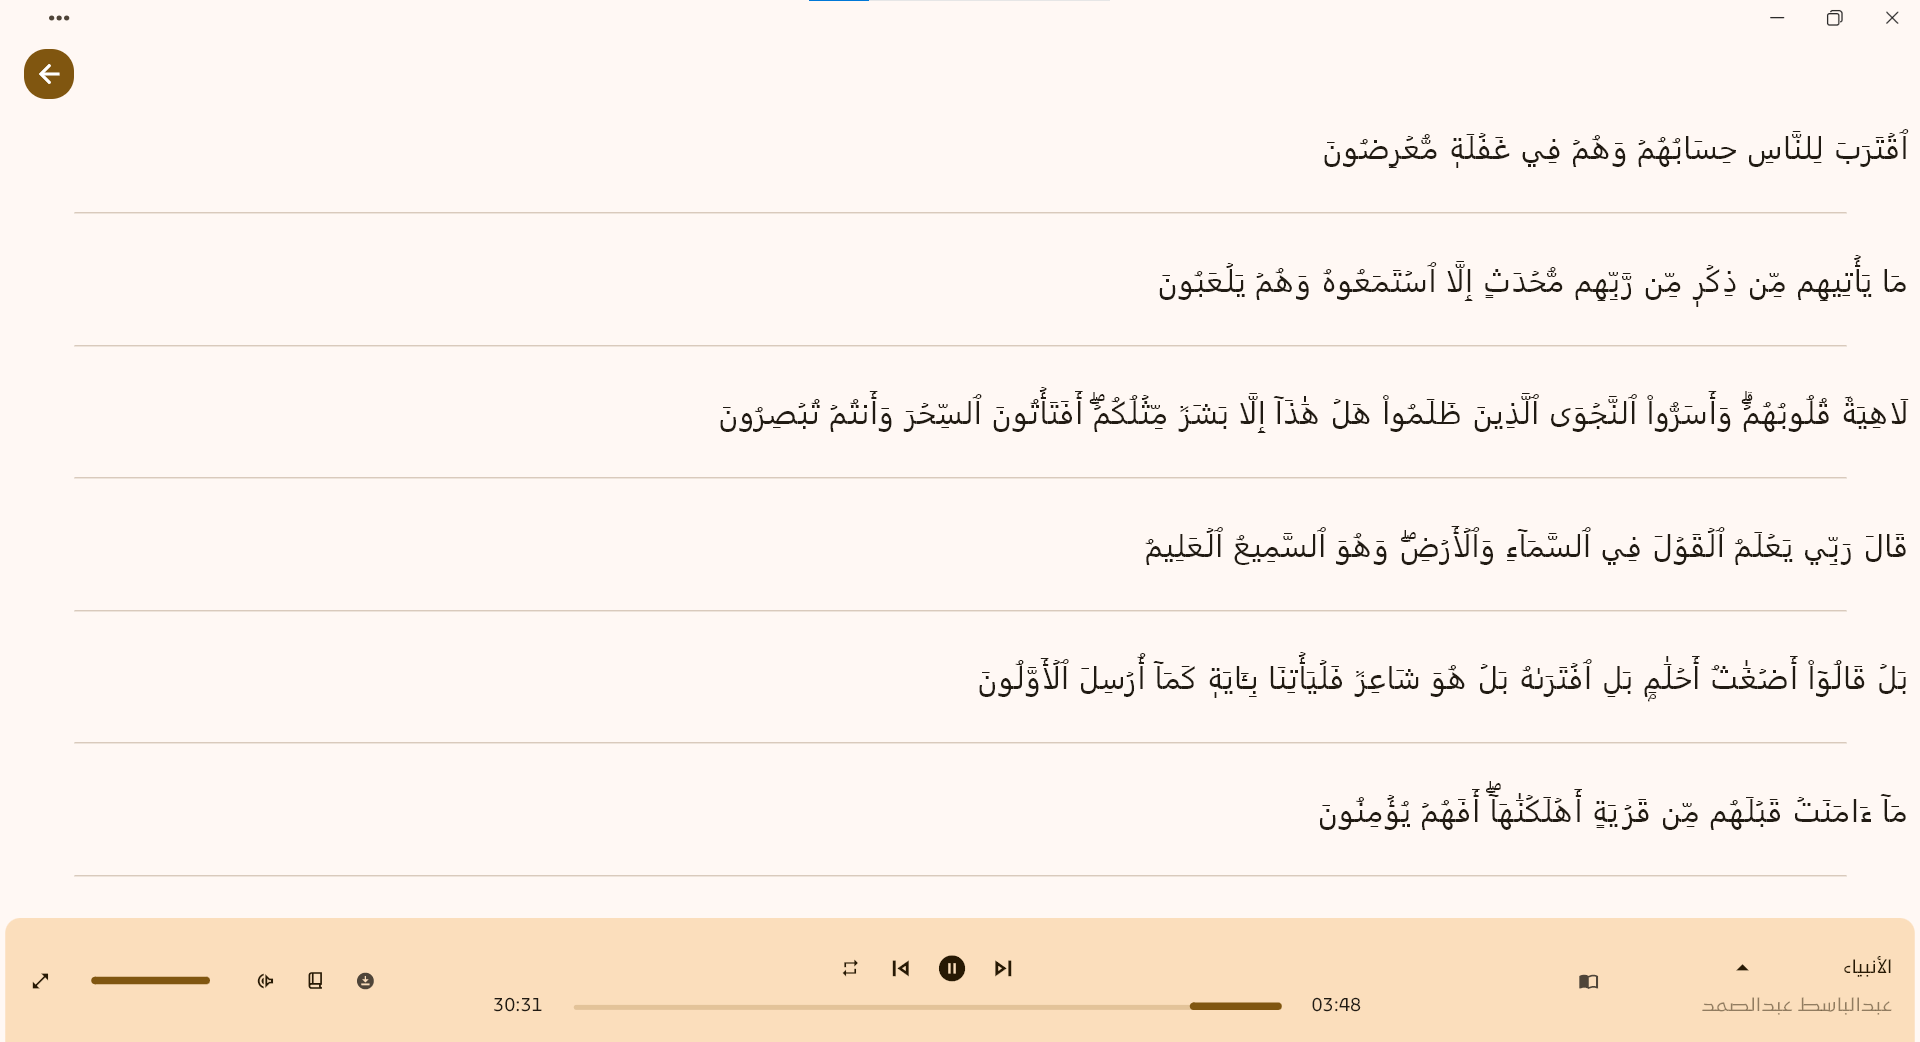 ٱقْتَرَبَ لِلنَّاسِ حِسَابُهُمْ وَهُمْ فِي غَفْلَةٖ مُّعْرِضُونَ
مَا يَأْتِيهِم مِّن ذِكْرٖ مِّن رَّبِّهِم مُّحْدَثٍ إِلَّا ٱسْتَمَعُوهُ وَهُمْ يَلْعَبُونَ
لَاهِيَةٗ قُلُوبُهُمْۗ وَأَسَرُّواْ ٱلنَّجْوَى ٱلَّذِينَ ظَلَمُواْ هَلْ هَٰذَآ إِلَّا بَشَرٞ مِّثْلُكُمْۖ أَفَتَأْتُونَ ٱلسِّحْرَ وَأَنتُمْ تُبْصِرُونَ
قَالَ رَبِّي يَعْلَمُ ٱلْقَوْلَ فِي ٱلسَّمَآءِ وَٱلْأَرْضِۖ وَهُوَ ٱلسَّمِيعُ ٱلْعَلِيمُ
بَلْ قَالُوٓاْ أَضْغَٰثُ أَحْلَٰمِۭ بَلِ ٱفْتَرَىٰهُ بَلْ هُوَ شَاعِرٞ فَلْيَأْتِنَا بِـَٔايَةٖ كَمَآ أُرْسِلَ ٱلْأَوَّلُونَ
مَآ ءَامَنَتْ قَبْلَهُم مِّن قَرْيَةٍ أَهْلَكْنَٰهَآۖ أَفَهُمْ يُؤْمِنُونَ
الأنبياء
عبدالباسط عبدالصمد
03:48
30:31